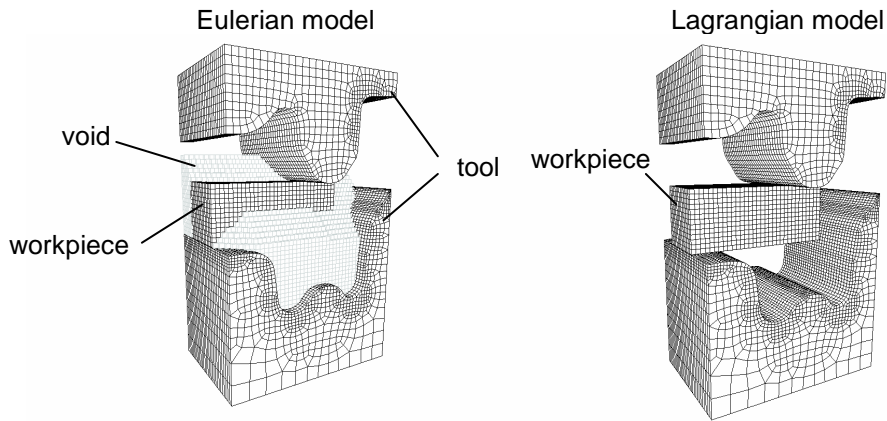 Eulerian model
Lagrangian model
void
tool
workpiece
workpiece